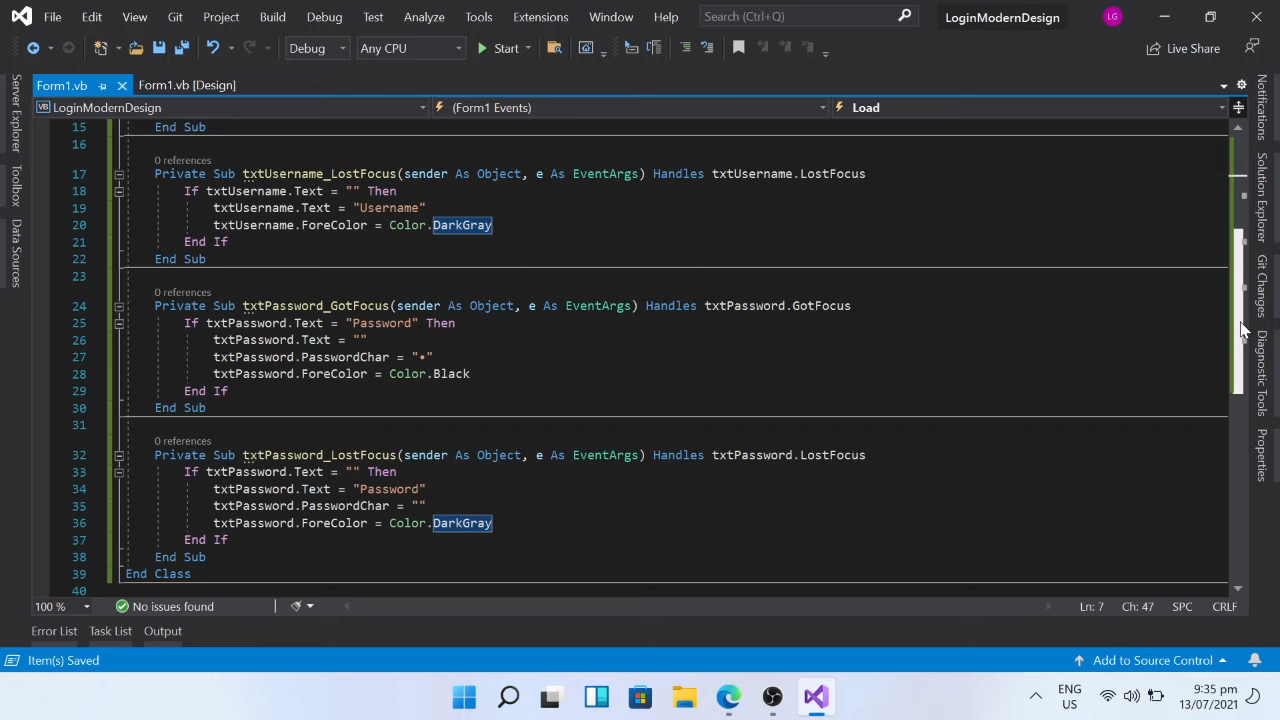 File Edit View Git Project Build Debug Test Analyze Tools Extensions Window Help Search (Ctrl+Q) LoginModernDesign LG
Debug Any CPU Start Live Share
Form1.vb Form1.vb [Design]
VB LoginModernDesign (Form1 Events) Load
Server Explorer
Toolbox
Data Sources
15 End Sub
16
0 references
17 Private Sub txtUsername_LostFocus(sender As Object, e As EventArgs) Handles txtUsername.LostFocus
18 If txtUsername.Text = "" Then
19 txtUsername.Text = "Username"
20 txtUsername.ForeColor = Color.DarkGray
21 End If
22 End Sub
23
0 references
24 Private Sub txtPassword_GotFocus(sender As Object, e As EventArgs) Handles txtPassword.GotFocus
25 If txtPassword.Text = "Password" Then
26 txtPassword.Text = ""
27 txtPassword.PasswordChar = "•"
28 txtPassword.ForeColor = Color.Black
29 End If
30 End Sub
31
0 references
32 Private Sub txtPassword_LostFocus(sender As Object, e As EventArgs) Handles txtPassword.LostFocus
33 If txtPassword.Text = "" Then
34 txtPassword.Text = "Password"
35 txtPassword.PasswordChar = ""
36 txtPassword.ForeColor = Color.DarkGray
37 End If
38 End Sub
39 End Class
40
Notifications
Solution Explorer
Git Changes
Diagnostic Tools
Properties
100 % No issues found Ln: 7 Ch: 47 SPC CRLF
Error List Task List Output
Item(s) Saved Add to Source Control
ENG
US
9:35 pm
13/07/2021